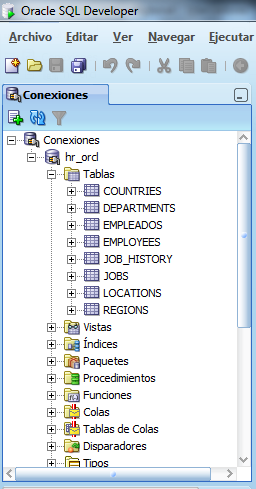 Oracle SQL Developer
Archivo Editar Ver Navegar Ejecutar
Conexiones
Conexiones
hr_orcl
Tablas
COUNTRIES
DEPARTMENTS
EMPLEADOS
EMPLOYEES
JOB_HISTORY
JOBS
LOCATIONS
REGIONS
Vistas
Índices
Paquetes
Procedimientos
Funciones
Colas
Tablas de Colas
Disparadores
Tipos